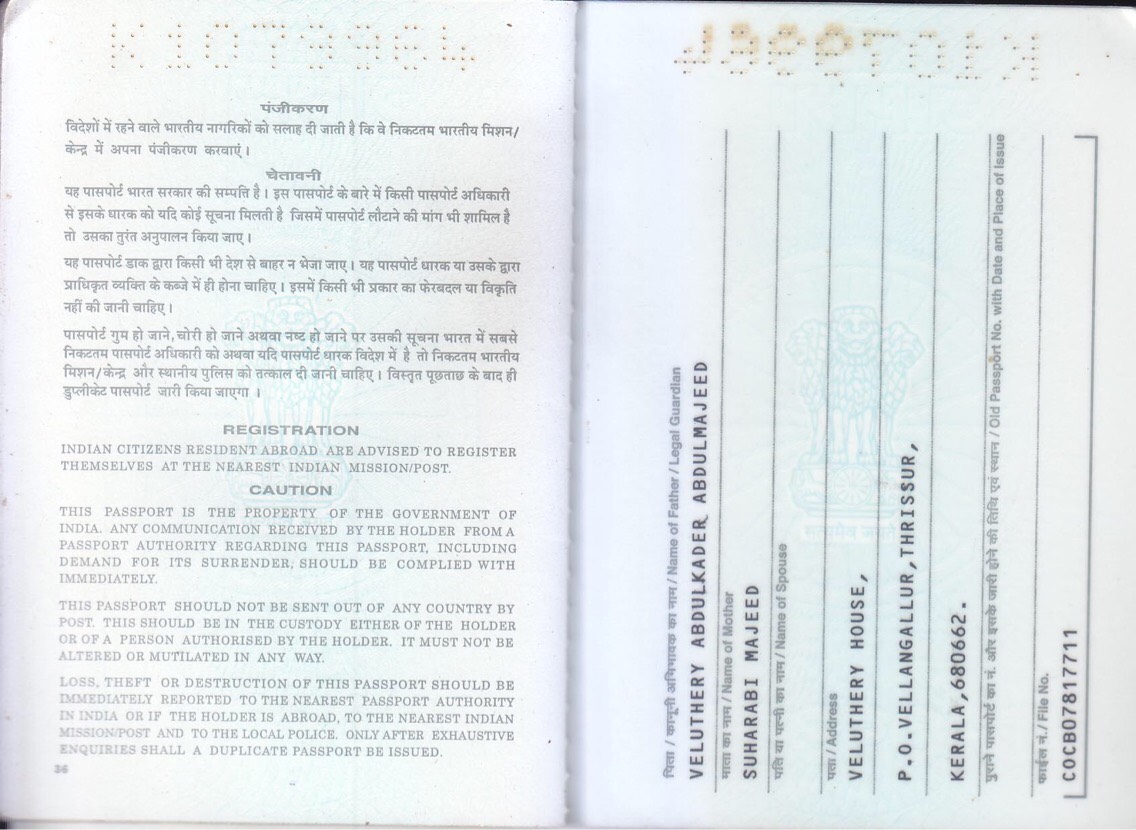 पंजीकरण
विदेशों में रहने वाले भारतीय नागरिकों को सलाह दी जाती है कि वे निकटतम भारतीय मिशन/
केन्द्र में अपना पंजीकरण करवाएं ।
चेतावनी
यह पासपोर्ट भारत सरकार की सम्पत्ति है । इस पासपोर्ट के बारे में किसी पासपोर्ट अधिकारी
से इसके धारक को यदि कोई सूचना मिलती है जिसमें पासपोर्ट लौटाने की मांग भी शामिल है
तो उसका तुरंत अनुपालन किया जाए ।
यह पासपोर्ट डाक द्वारा किसी भी देश से बाहर न भेजा जाए । यह पासपोर्ट धारक या उसके द्वारा
प्राधिकृत व्यक्ति के कब्जे में ही होना चाहिए । इसमें किसी भी प्रकार का फेरबदल या विकृति
नहीं की जानी चाहिए ।
पासपोर्ट गुम हो जाने, चोरी हो जाने अथवा नष्ट हो जाने पर उसकी सूचना भारत में सबसे
निकटतम पासपोर्ट अधिकारी को अथवा यदि पासपोर्ट धारक विदेश में है तो निकटतम भारतीय
मिशन/केन्द्र और स्थानीय पुलिस को तत्काल दी जानी चाहिए । विस्तृत पूछताछ के बाद ही
डुप्लीकेट पासपोर्ट जारी किया जाएगा ।
REGISTRATION
INDIAN CITIZENS RESIDENT ABROAD ARE ADVISED TO REGISTER
THEMSELVES AT THE NEAREST INDIAN MISSION/POST.
CAUTION
THIS PASSPORT IS THE PROPERTY OF THE GOVERNMENT OF
INDIA. ANY COMMUNICATION RECEIVED BY THE HOLDER FROM A
PASSPORT AUTHORITY REGARDING THIS PASSPORT, INCLUDING
DEMAND FOR ITS SURRENDER, SHOULD BE COMPLIED WITH
IMMEDIATELY.
THIS PASSPORT SHOULD NOT BE SENT OUT OF ANY COUNTRY BY
POST. THIS SHOULD BE IN THE CUSTODY EITHER OF THE HOLDER
OR OF A PERSON AUTHORISED BY THE HOLDER. IT MUST NOT BE
ALTERED OR MUTILATED IN ANY WAY.
LOSS, THEFT OR DESTRUCTION OF THIS PASSPORT SHOULD BE
IMMEDIATELY REPORTED TO THE NEAREST PASSPORT AUTHORITY
IN INDIA OR IF THE HOLDER IS ABROAD, TO THE NEAREST INDIAN
MISSION/POST AND TO THE LOCAL POLICE. ONLY AFTER EXHAUSTIVE
ENQUIRIES SHALL A DUPLICATE PASSPORT BE ISSUED.
36
पिता / कानूनी अभिभावक का नाम / Name of Father / Legal Guardian
VELUTHERY ABDULKADER ABDULMAJEED
माता का नाम / Name of Mother
SUHARABI MAJEED
पति या पत्नी का नाम / Name of Spouse
पता / Address
VELUTHERY HOUSE,
P.O.VELLANGALLUR,THRISSUR,
KERALA,680662.
पुराने पासपोर्ट का नं. और इसके जारी होने की तिथि एवं स्थान / Old Passport No. with Date and Place of Issue
फाईल नं. / File No.
COCB07817711
सत्यमेव जयते